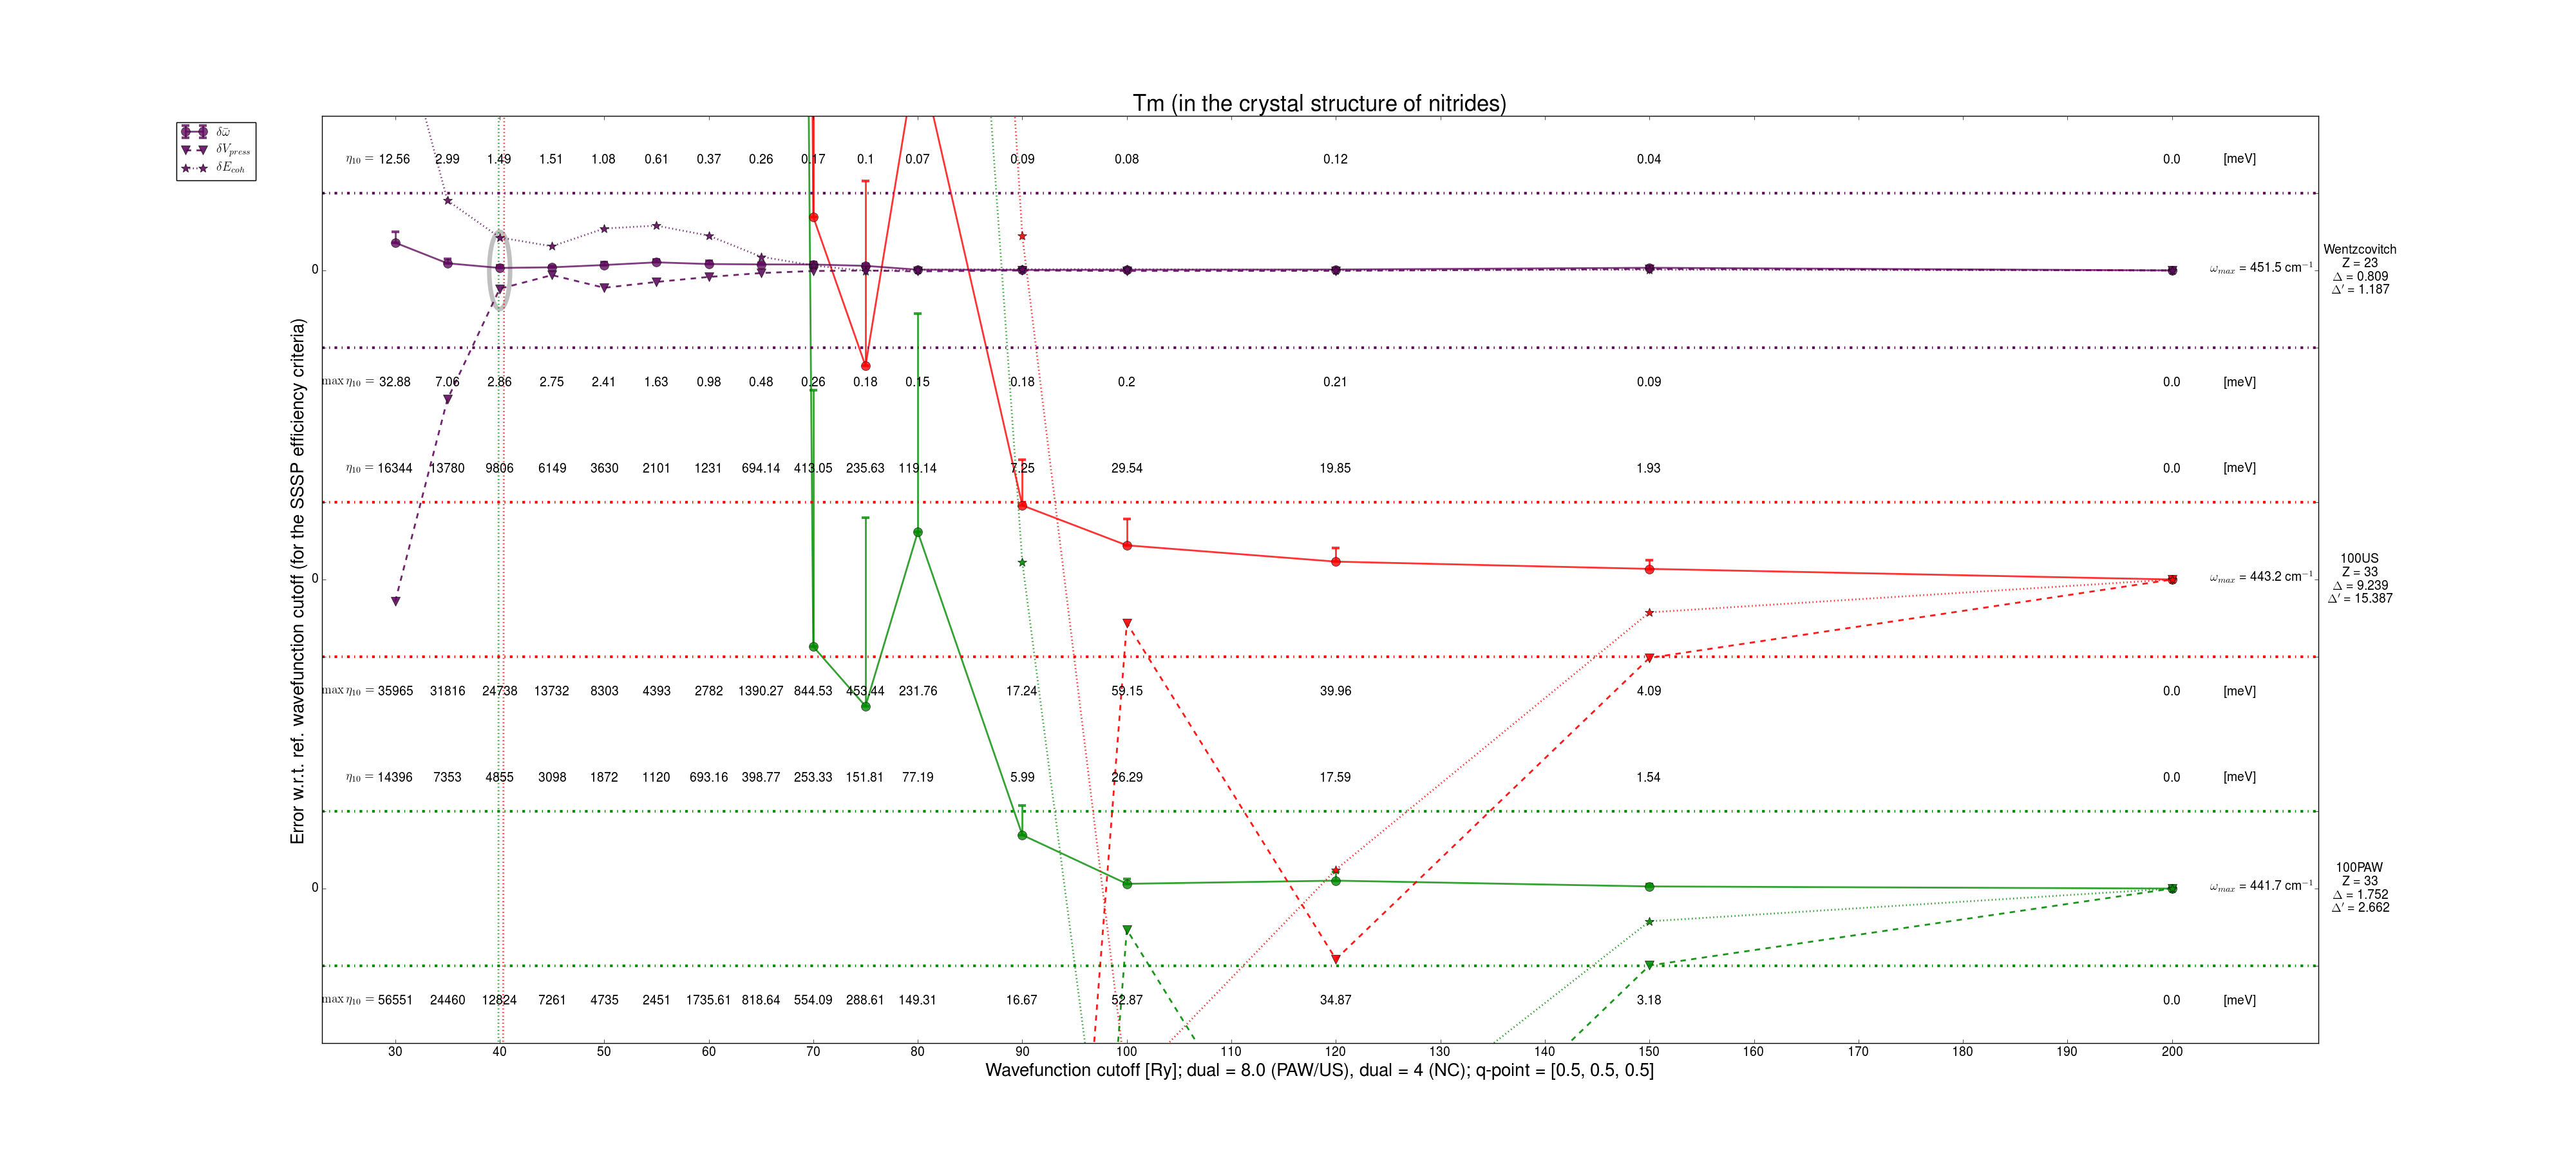 Tm (in the crystal structure of nitrides)
δω̄
δV_press
δE_coh
η₁₀ = 12.56 2.99 1.49 1.51 1.08 0.61 0.37 0.26 0.17 0.1 0.07 0.09 0.08 0.12 0.04 0.0 [meV]
0
ω_max = 451.5 cm⁻¹
Wentzcovitch
Z = 23
Δ = 0.809
Δ′ = 1.187
max η₁₀ = 32.88 7.06 2.86 2.75 2.41 1.63 0.98 0.48 0.26 0.18 0.15 0.18 0.2 0.21 0.09 0.0 [meV]
η₁₀ = 16344 13780 9806 6149 3630 2101 1231 694.14 413.05 235.63 119.14 7.25 29.54 19.85 1.93 0.0 [meV]
0
ω_max = 443.2 cm⁻¹
100US
Z = 33
Δ = 9.239
Δ′ = 15.387
max η₁₀ = 35965 31816 24738 13732 8303 4393 2782 1390.27 844.53 453.44 231.76 17.24 59.15 39.96 4.09 0.0 [meV]
η₁₀ = 14396 7353 4855 3098 1872 1120 693.16 398.77 253.33 151.81 77.19 5.99 26.29 17.59 1.54 0.0 [meV]
0
ω_max = 441.7 cm⁻¹
100PAW
Z = 33
Δ = 1.752
Δ′ = 2.662
max η₁₀ = 56551 24460 12824 7261 4735 2451 1735.61 818.64 554.09 288.61 149.31 16.67 52.87 34.87 3.18 0.0 [meV]
30 40 50 60 70 80 90 100 110 120 130 140 150 160 170 180 190 200
Wavefunction cutoff [Ry]; dual = 8.0 (PAW/US), dual = 4 (NC); q-point = [0.5, 0.5, 0.5]
Error w.r.t. ref. wavefunction cutoff (for the SSSP efficiency criteria)